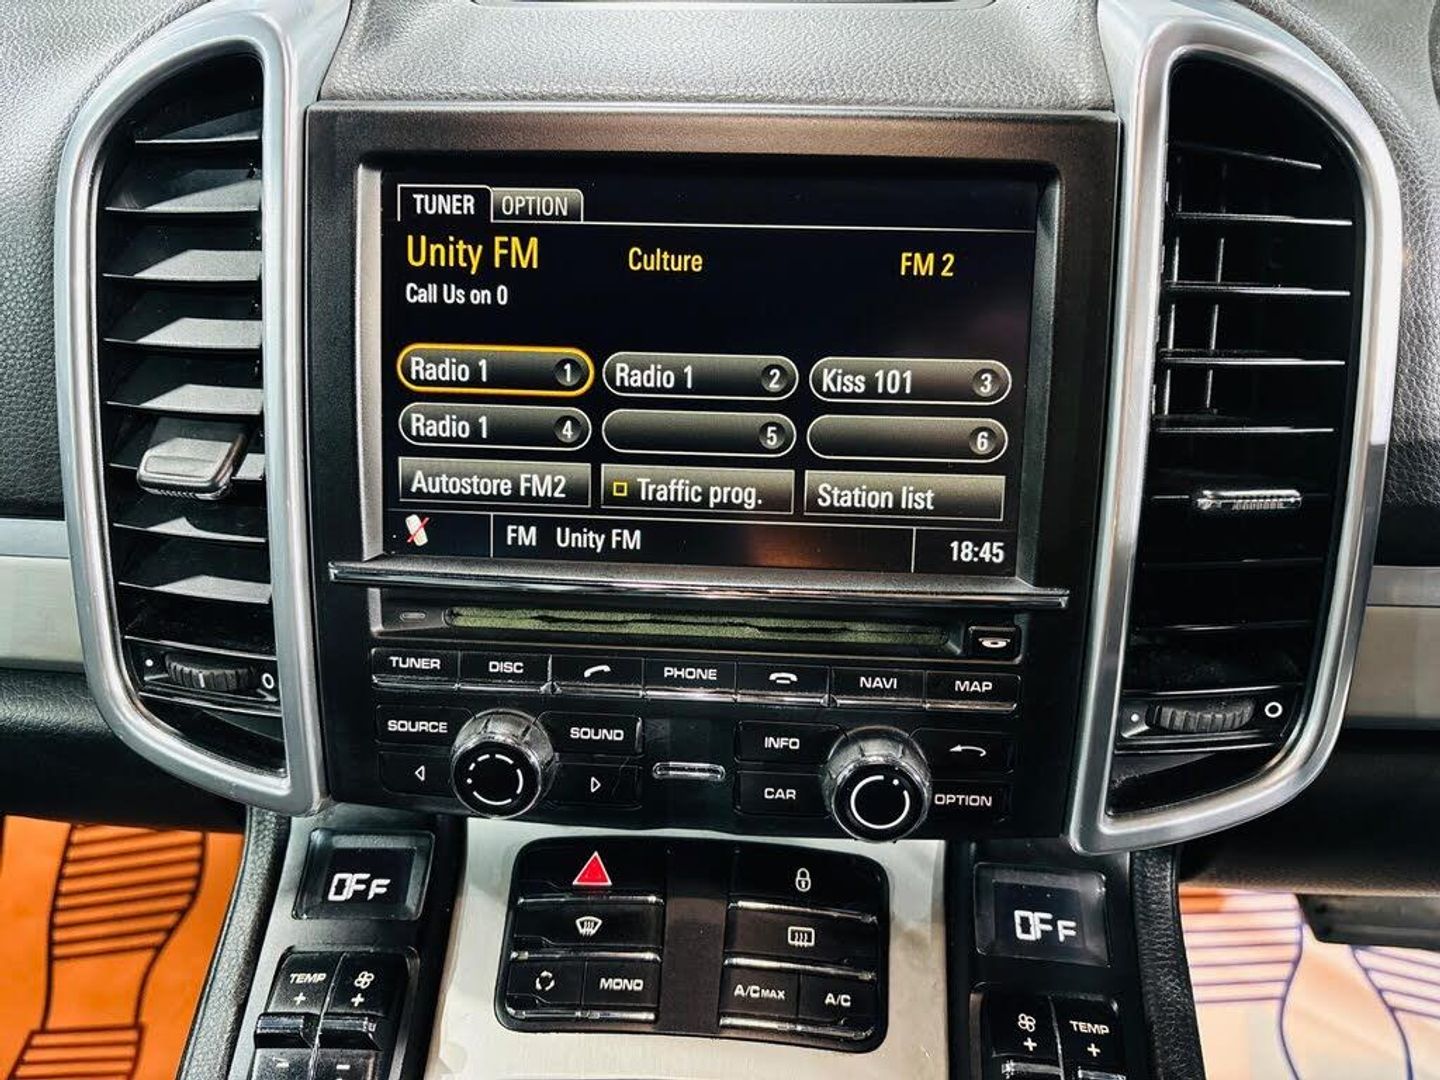 TUNER OPTION
Unity FM Culture FM 2
Call Us on 0
Radio 1 1 Radio 1 2 Kiss 101 3
Radio 1 4 5 6
Autostore FM2 Traffic prog. Station list
FM Unity FM 18:45
TUNER DISC PHONE NAVI MAP
SOURCE SOUND INFO
CAR OPTION
OFF OFF
TEMP MONO A/C MAX A/C TEMP